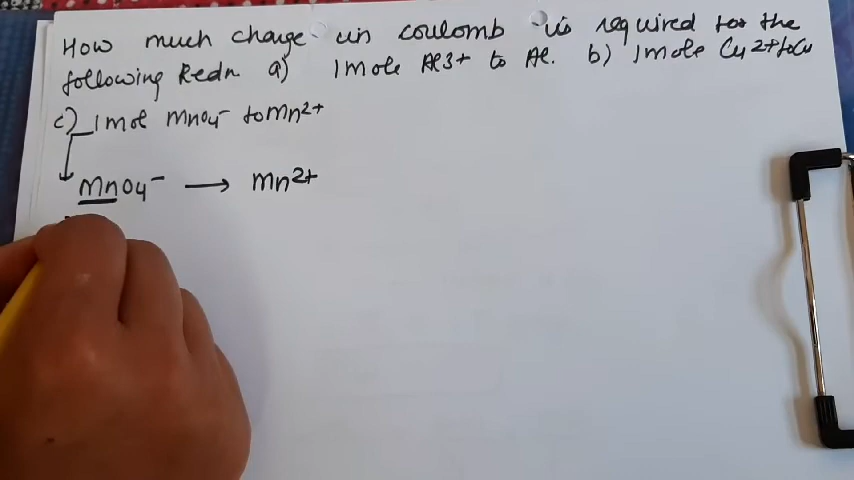 How much charge in coulomb is required for the
following Redn a) 1mole Al3+ to Al. b) 1mole Cu2+ to Cu
c) 1mol MnO4- to Mn2+
MnO4- → Mn2+